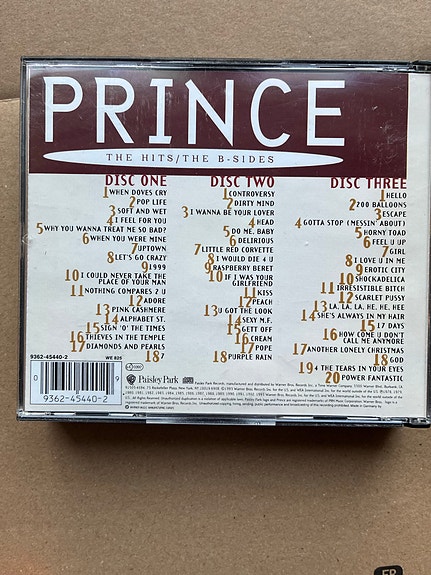 PRINCE
THE HITS/THE B-SIDES
DISC ONE
1 WHEN DOVES CRY
2 POP LIFE
3 SOFT AND WET
4 I FEEL FOR YOU
5 WHY YOU WANNA TREAT ME SO BAD?
6 WHEN YOU WERE MINE
7 UPTOWN
8 LET'S GO CRAZY
9 1999
10 I COULD NEVER TAKE THE
PLACE OF YOUR MAN
11 NOTHING COMPARES 2 U
12 ADORE
13 PINK CASHMERE
14 ALPHABET ST.
15 SIGN 'O' THE TIMES
16 THIEVES IN THE TEMPLE
17 DIAMONDS AND PEARLS
18 7
DISC TWO
1 CONTROVERSY
2 DIRTY MIND
3 I WANNA BE YOUR LOVER
4 HEAD
5 DO ME, BABY
6 DELIRIOUS
7 LITTLE RED CORVETTE
8 I WOULD DIE 4 U
9 RASPBERRY BERET
10 IF I WAS YOUR
GIRLFRIEND
11 KISS
12 PEACH
13 U GOT THE LOOK
14 SEXY M.F.
15 GETT OFF
16 CREAM
17 POPE
18 PURPLE RAIN
DISC THREE
1 HELLO
2 200 BALLOONS
3 ESCAPE
4 GOTTA STOP (MESSIN' ABOUT)
5 HORNY TOAD
6 FEEL U UP
7 GIRL
8 I LOVE U IN ME
9 EROTIC CITY
10 SHOCKADELICA
11 IRRESISTIBLE BITCH
12 SCARLET PUSSY
13 LA, LA, LA, HE, HE, HEE
14 SHE'S ALWAYS IN MY HAIR
15 17 DAYS
16 HOW COME U DON'T
CALL ME ANYMORE
17 ANOTHER LONELY CHRISTMAS
18 GOD
19 4 THE TEARS IN YOUR EYES
20 POWER FANTASTIC
9362-45440-2
WE 825
9362-45440-2
Paisley Park